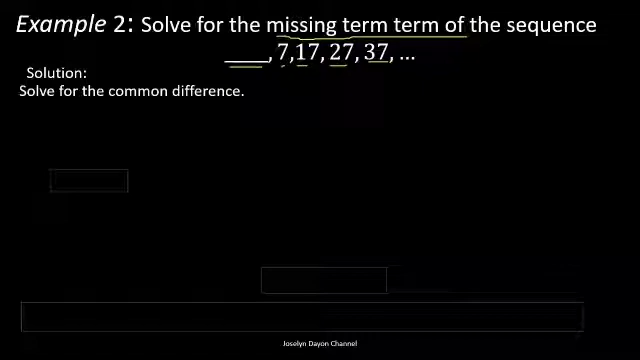 Example 2: Solve for the missing term term of the sequence
____, 7,17, 27, 37, ...
Solution:
Solve for the common difference.
Joselyn Dayon Channel